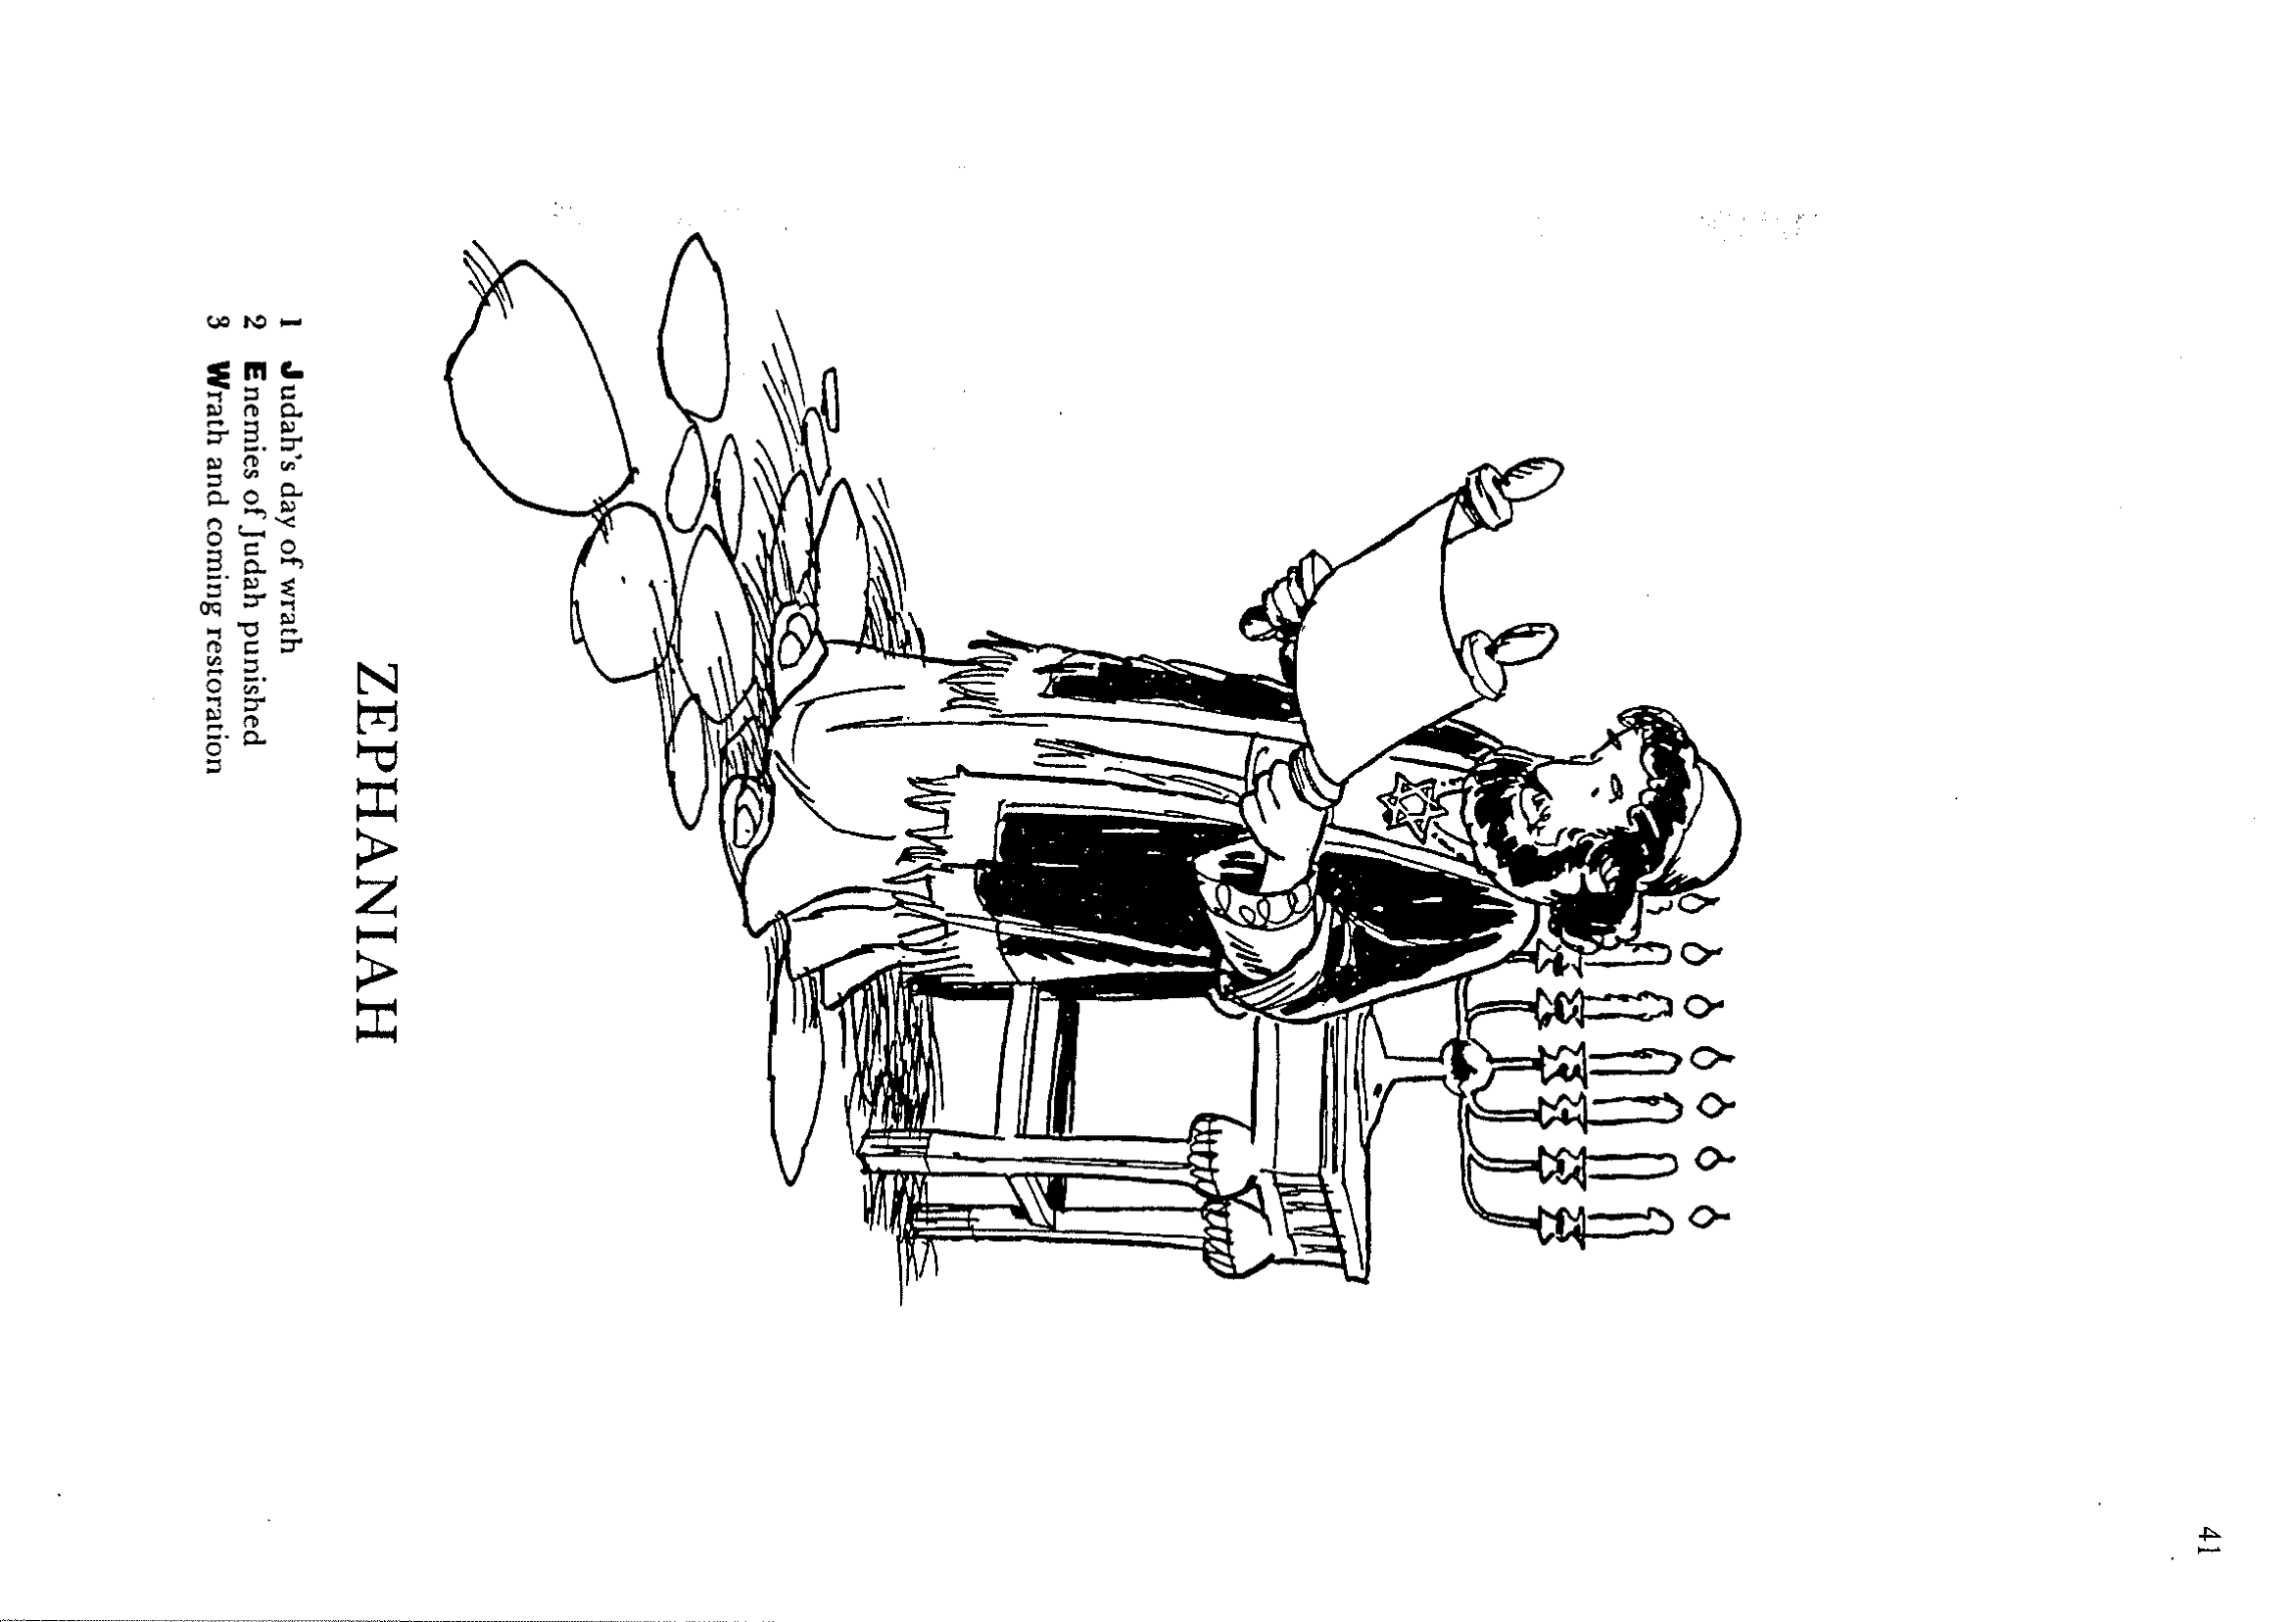 41
ZEPHANIAH
1 Judah's day of wrath
2 Enemies of Judah punished
3 Wrath and coming restoration